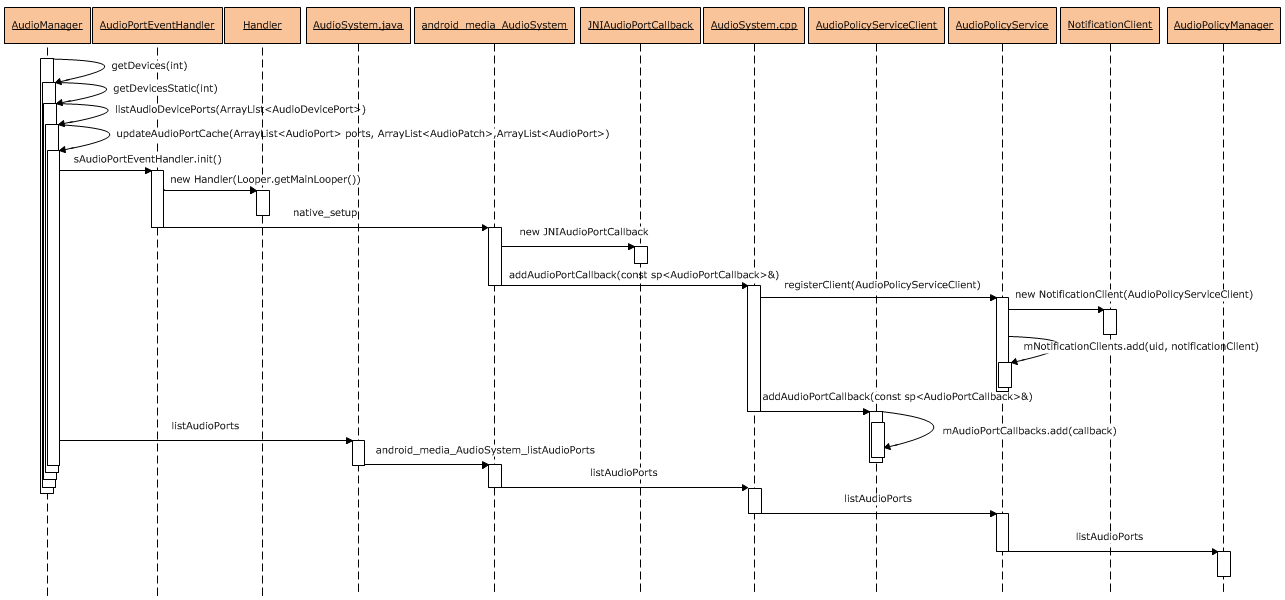 AudioManager
AudioPortEventHandler
Handler
AudioSystem.java
android_media_AudioSystem
JNIAudioPortCallback
AudioSystem.cpp
AudioPolicyServiceClient
AudioPolicyService
NotificationClient
AudioPolicyManager
getDevices(int)
getDevicesStatic(int)
listAudioDevicePorts(ArrayList<AudioDevicePort>)
updateAudioPortCache(ArrayList<AudioPort> ports, ArrayList<AudioPatch>,ArrayList<AudioPort>)
sAudioPortEventHandler.init()
new Handler(Looper.getMainLooper())
native_setup
new JNIAudioPortCallback
addAudioPortCallback(const sp<AudioPortCallback>&)
registerClient(AudioPolicyServiceClient)
new NotificationClient(AudioPolicyServiceClient)
mNotificationClients.add(uid, notificationClient)
addAudioPortCallback(const sp<AudioPortCallback>&)
listAudioPorts
mAudioPortCallbacks.add(callback)
android_media_AudioSystem_listAudioPorts
listAudioPorts
listAudioPorts
listAudioPorts